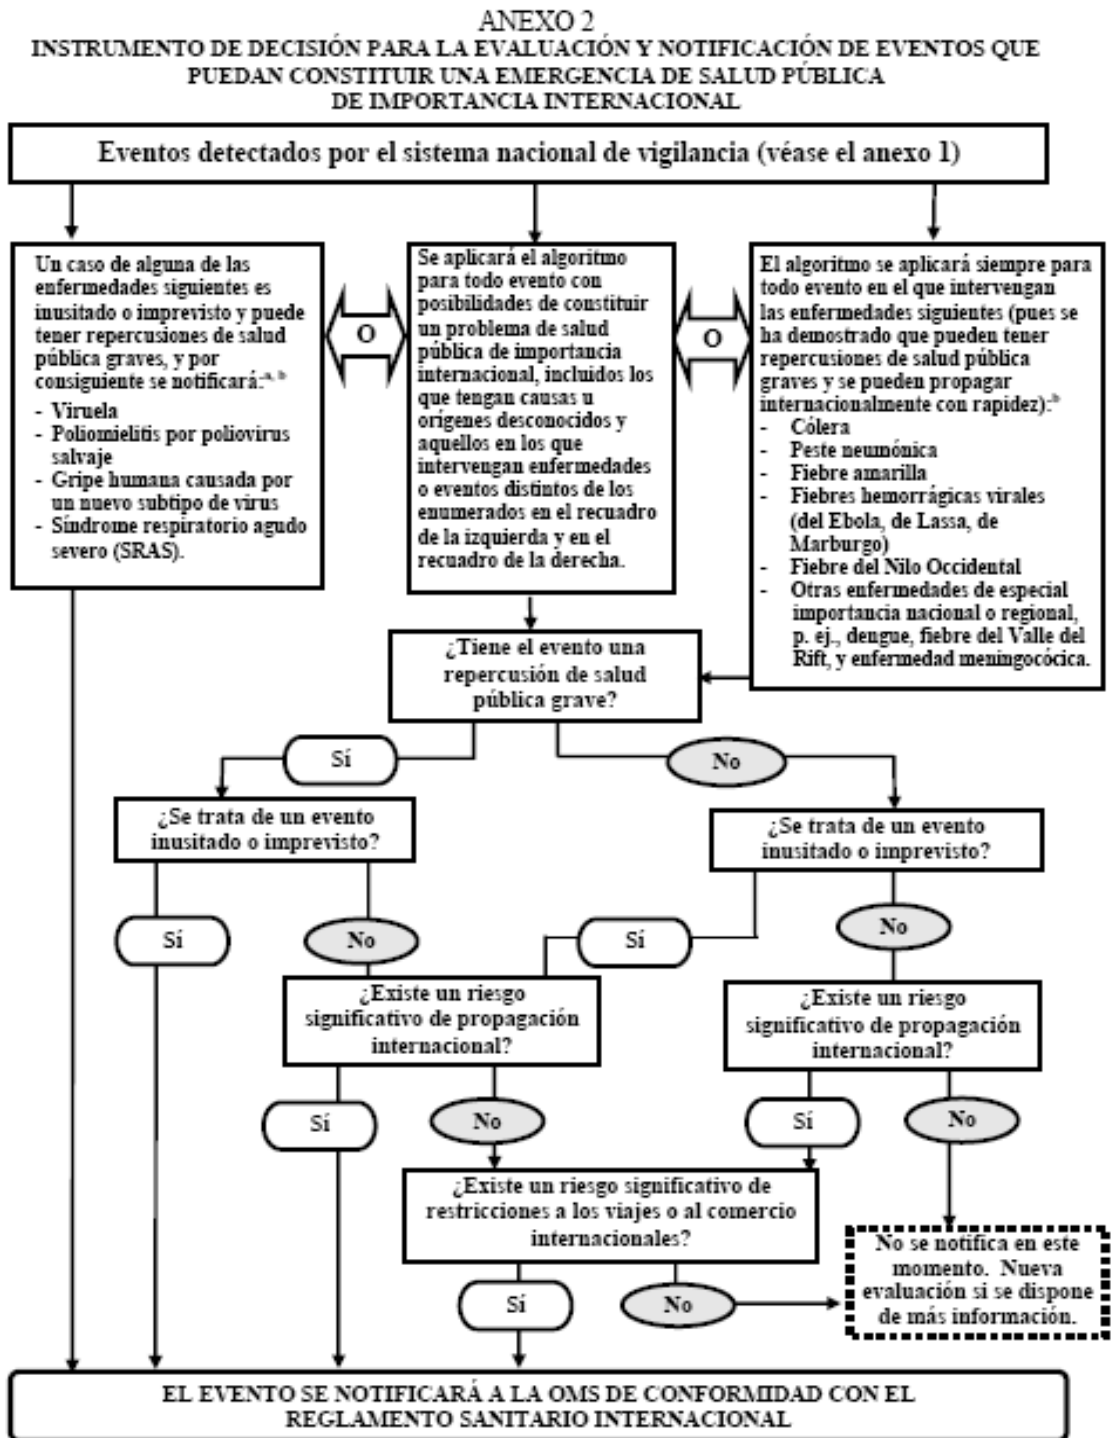 ANEXO 2
INSTRUMENTO DE DECISIÓN PARA LA EVALUACIÓN Y NOTIFICACIÓN DE EVENTOS QUE
PUEDAN CONSTITUIR UNA EMERGENCIA DE SALUD PÚBLICA
DE IMPORTANCIA INTERNACIONAL
Eventos detectados por el sistema nacional de vigilancia (véase el anexo 1)
Un caso de alguna de las
enfermedades siguientes es
inusitado o imprevisto y puede
tener repercusiones de salud
pública graves, y por
consiguiente se notificará:a, b
- Viruela
- Poliomielitis por poliovirus
salvaje
- Gripe humana causada por
un nuevo subtipo de virus
- Síndrome respiratorio agudo
severo (SRAS).
O
Se aplicará el algoritmo
para todo evento con
posibilidades de constituir
un problema de salud
pública de importancia
internacional, incluidos los
que tengan causas u
orígenes desconocidos y
aquellos en los que
intervengan enfermedades
o eventos distintos de los
enumerados en el recuadro
de la izquierda y en el
recuadro de la derecha.
O
El algoritmo se aplicará siempre para
todo evento en el que intervengan
las enfermedades siguientes (pues se
ha demostrado que pueden tener
repercusiones de salud pública
graves y se pueden propagar
internacionalmente con rapidez):b
- Cólera
- Peste neumónica
- Fiebre amarilla
- Fiebres hemorrágicas virales
(del Ebola, de Lassa, de
Marburgo)
- Fiebre del Nilo Occidental
- Otras enfermedades de especial
importancia nacional o regional,
p. ej., dengue, fiebre del Valle del
Rift, y enfermedad meningocócica.
¿Tiene el evento una
repercusión de salud
pública grave?
Sí
No
¿Se trata de un evento
inusitado o imprevisto?
¿Se trata de un evento
inusitado o imprevisto?
Sí
No
Sí
No
¿Existe un riesgo
significativo de propagación
internacional?
¿Existe un riesgo
significativo de propagación
internacional?
Sí
No
Sí
No
¿Existe un riesgo significativo de
restricciones a los viajes o al comercio
internacionales?
Sí
No
No se notifica en este
momento. Nueva
evaluación si se dispone
de más información.
EL EVENTO SE NOTIFICARÁ A LA OMS DE CONFORMIDAD CON EL
REGLAMENTO SANITARIO INTERNACIONAL